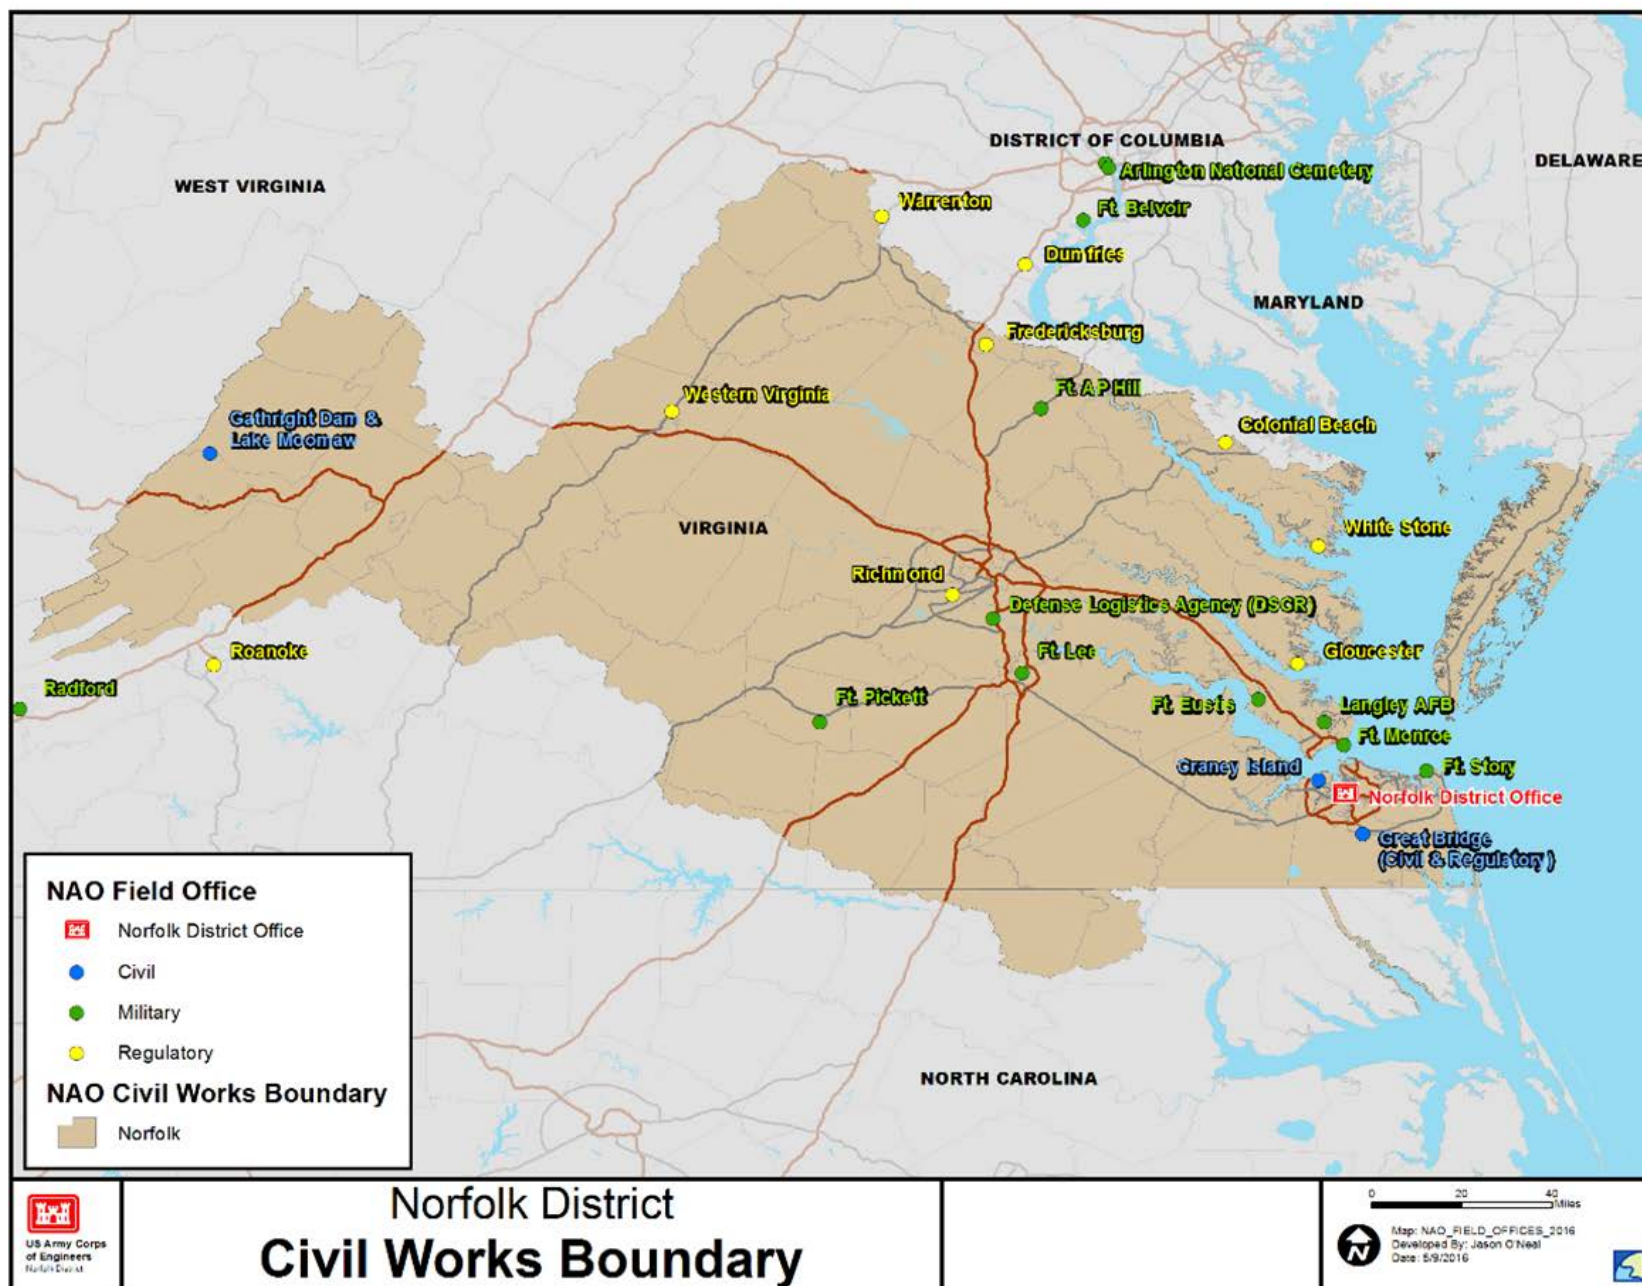 DISTRICT OF COLUMBIA
DELAWARE
Arlington National Cemetery
WEST VIRGINIA
Warrenton
Ft. Belvoir
Dumfries
MARYLAND
Fredericksburg
Ft. AP Hill
Western Virginia
Gathright Dam &
Lake Moomaw
Colonial Beach
VIRGINIA
White Stone
Richmond
Defense Logistics Agency (DSCR)
Roanoke
Ft. Lee
Gloucester
Radford
Ft. Pickett
Ft. Eustis
Langley AFB
Ft. Monroe
Craney Island
Ft. Story
Norfolk District Office
Great Bridge
(Civil & Regulatory)
NAO Field Office
Norfolk District Office
Civil
Military
Regulatory
NAO Civil Works Boundary
Norfolk
NORTH CAROLINA
US Army Corps
of Engineers
Norfolk District
Norfolk District
Civil Works Boundary
0 20 40
Miles
N
Map: NAO_FIELD_OFFICES_2016
Developed By: Jason O'Neal
Date: 5/9/2016